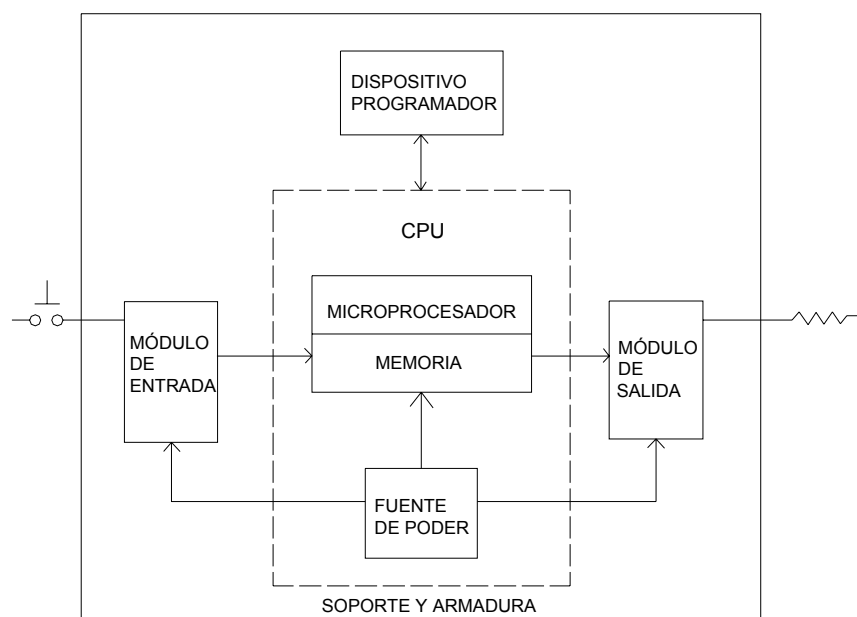 DISPOSITIVO
PROGRAMADOR
CPU
MICROPROCESADOR
MEMORIA
MÓDULO
DE
ENTRADA
MÓDULO
DE
SALIDA
FUENTE
DE PODER
SOPORTE Y ARMADURA